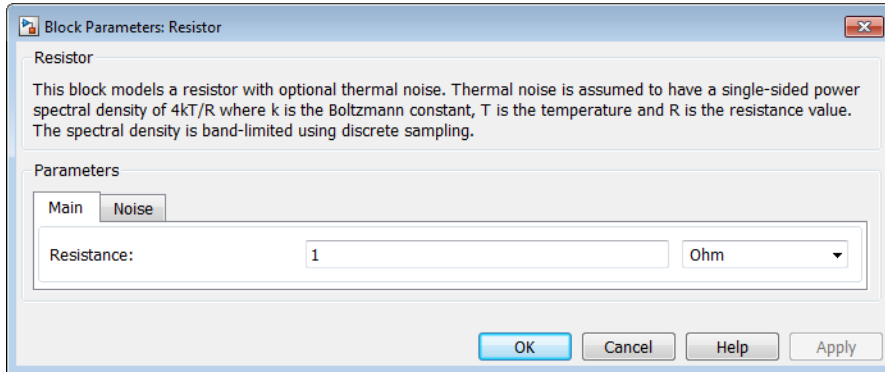 Block Parameters: Resistor
Resistor
This block models a resistor with optional thermal noise. Thermal noise is assumed to have a single-sided power
spectral density of 4kT/R where k is the Boltzmann constant, T is the temperature and R is the resistance value.
The spectral density is band-limited using discrete sampling.
Parameters
Main Noise
Resistance: 1 Ohm
OK Cancel Help Apply